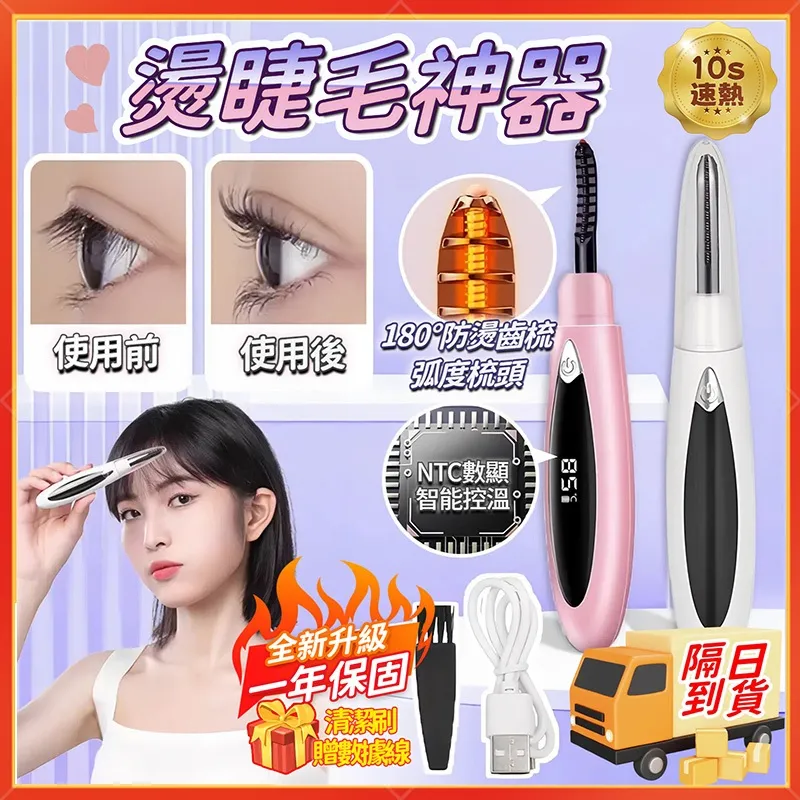 燙睫毛神器
10s
速熱
使用前
使用後
180°防燙齒梳
弧度梳頭
NTC數顯
智能控溫
85
℃
全新升級
一年保固
清潔刷
贈數據線
隔日
到貨